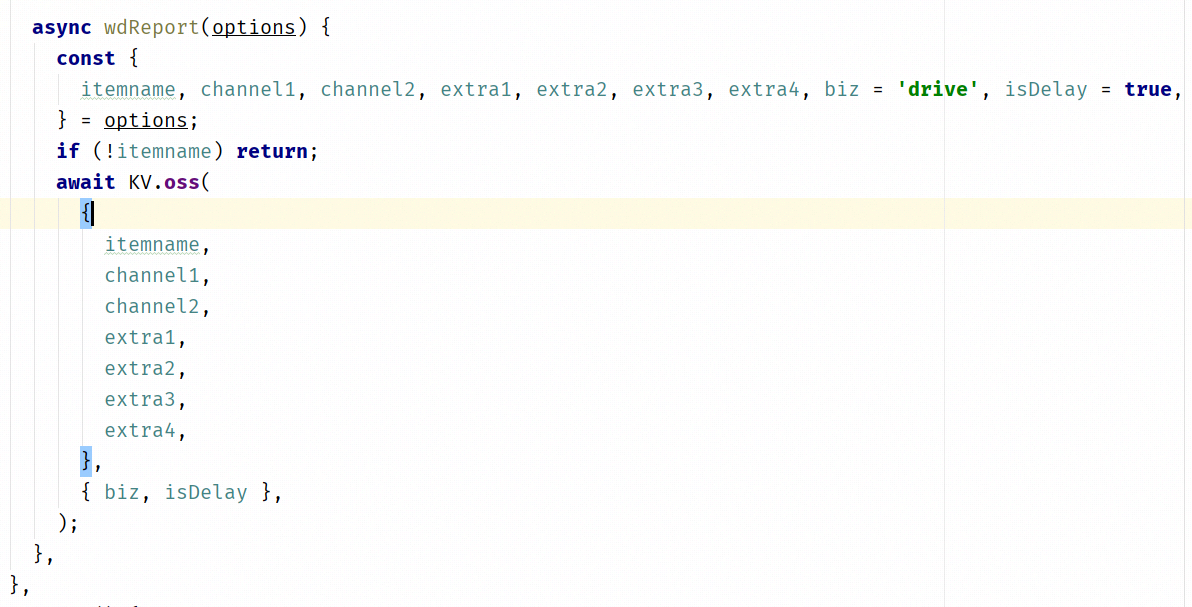 async wdReport(options) {
const {
itemname, channel1, channel2, extra1, extra2, extra3, extra4, biz = 'drive', isDelay = true,
} = options;
if (!itemname) return;
await KV.oss(
{
itemname,
channel1,
channel2,
extra1,
extra2,
extra3,
extra4,
},
{ biz, isDelay },
);
},
},